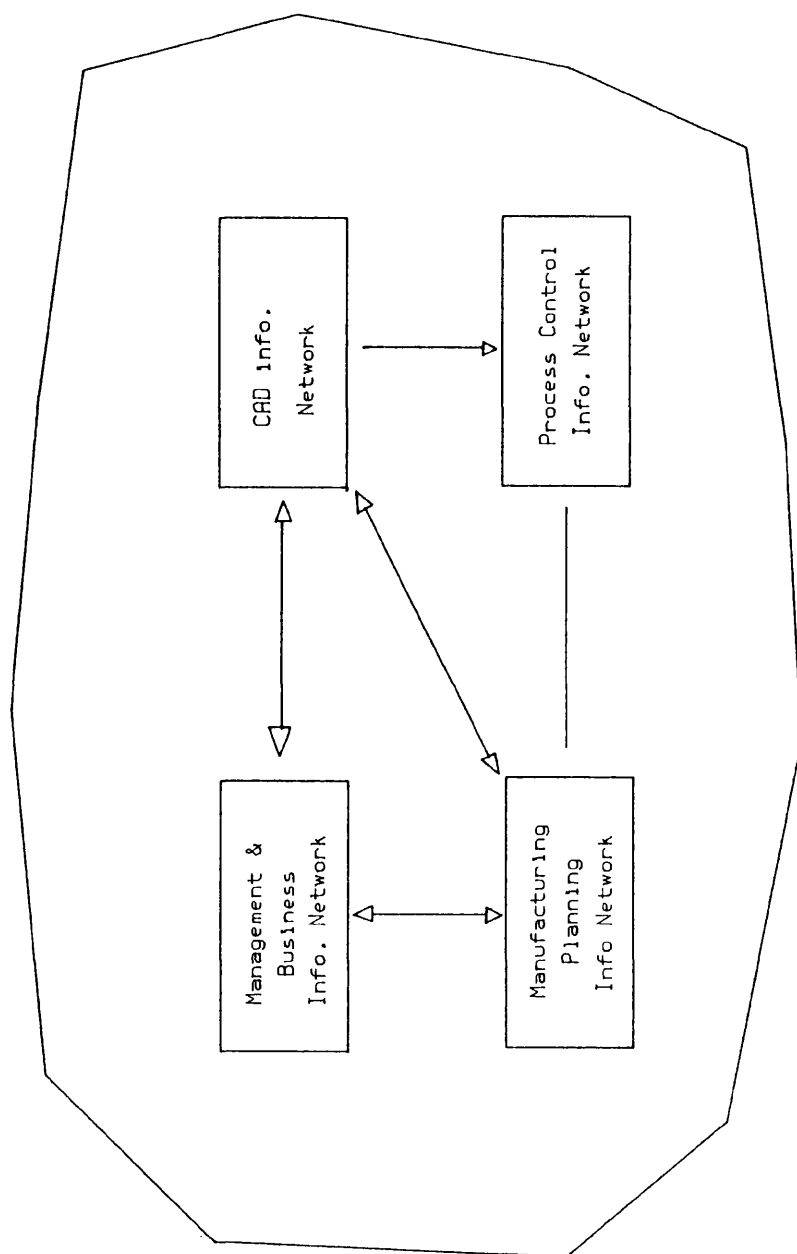 Management &
Business
Info. Network
CAD info.
Network
Manufacturing
Planning
Info Network
Process Control
Info. Network